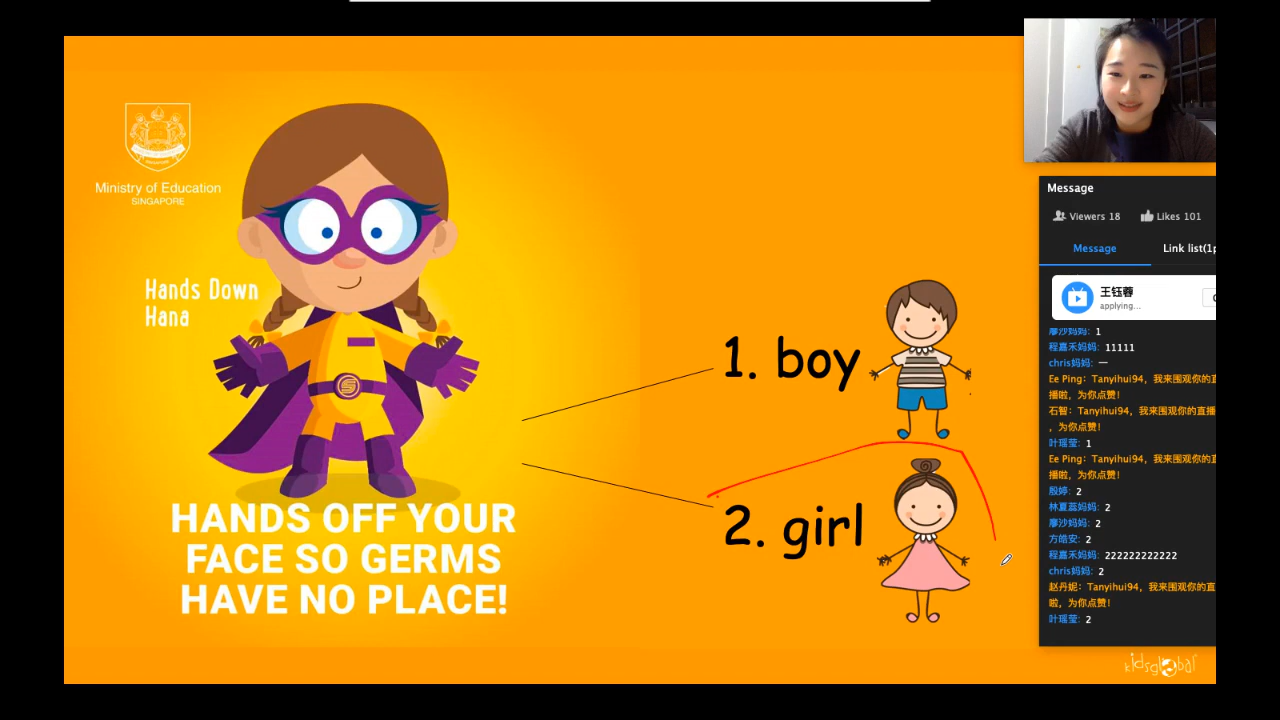 Ministry of Education
SINGAPORE
Hands Down
Hana
HANDS OFF YOUR
FACE SO GERMS
HAVE NO PLACE!
1. boy
2. girl
Message
Viewers 18
Likes 101
Message
Link list(1p
王钰蓉
applying...
廖沙妈妈: 1
程嘉禾妈妈: 11111
chris妈妈: 一
Ee Ping: Tanyihui94，我来围观你的直
播啦，为你点赞！
石智: Tanyihui94，我来围观你的直播
，为你点赞！
叶瑶莹: 1
Ee Ping: Tanyihui94，我来围观你的直
播啦，为你点赞！
殷婷: 2
林夏蕊妈妈: 2
廖沙妈妈: 2
方皓安: 2
程嘉禾妈妈: 222222222222
chris妈妈: 2
赵丹妮: Tanyihui94，我来围观你的直
啦，为你点赞！
叶瑶莹: 2
kidsglobal